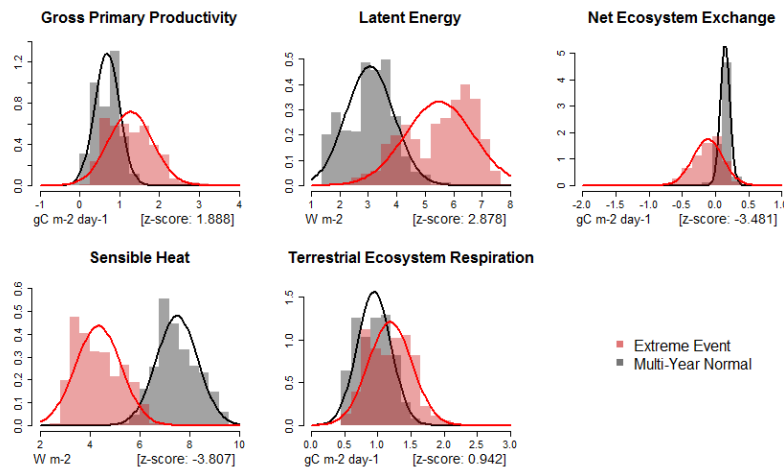 Gross Primary Productivity
1.2
0.8
0.4
0.0
-1 0 1 2 3 4
gC m-2 day-1 [z-score: 1.888]
Latent Energy
0.5
0.4
0.3
0.2
0.1
0.0
1 2 3 4 5 6 7 8
W m-2 [z-score: 2.878]
Net Ecosystem Exchange
5
4
3
2
1
0
-2.0 -1.5 -1.0 -0.5 0.0 0.5 1.0
gC m-2 day-1 [z-score: -3.481]
Sensible Heat
0.6
0.5
0.4
0.3
0.2
0.1
0.0
2 4 6 8 10
W m-2 [z-score: -3.807]
Terrestrial Ecosystem Respiration
1.5
1.0
0.5
0.0
0.0 0.5 1.0 1.5 2.0 2.5 3.0
gC m-2 day-1 [z-score: 0.942]
Extreme Event
Multi-Year Normal